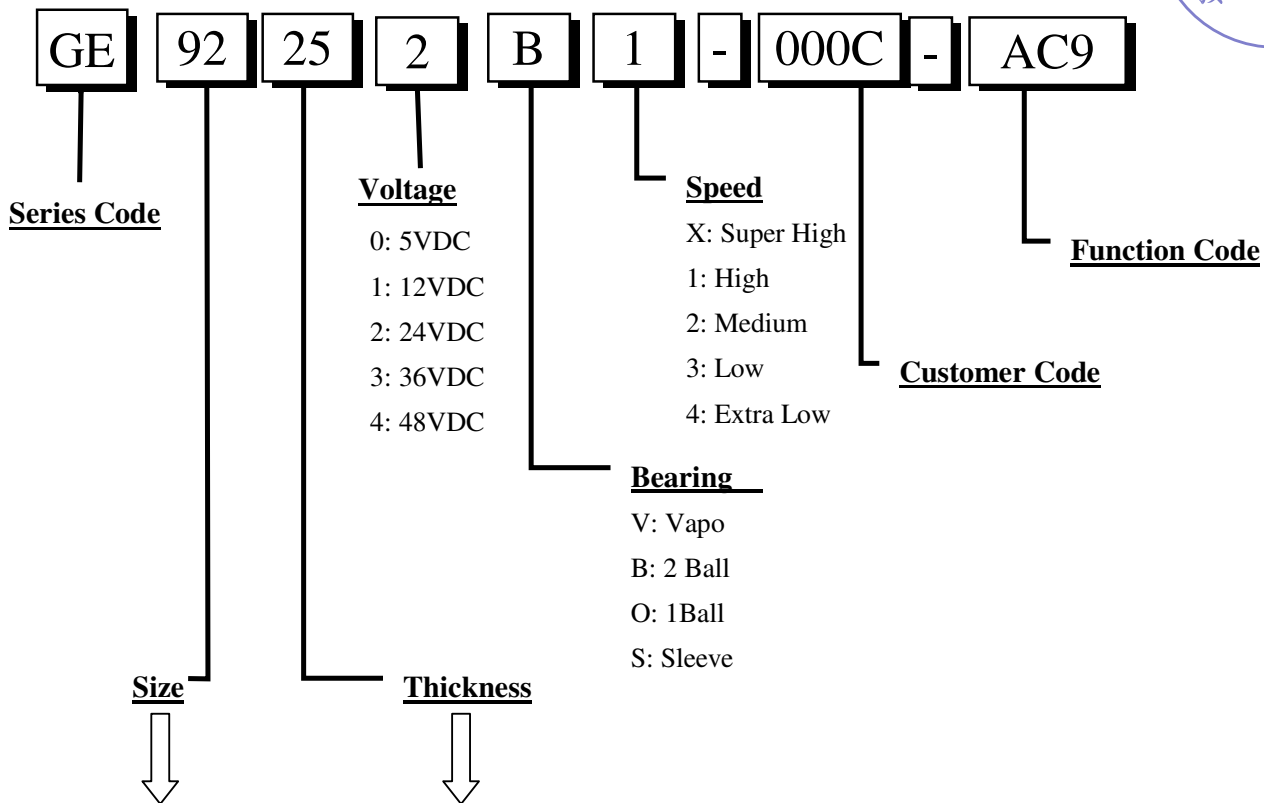 GE 92 25 2 B 1 - 000C - AC9
Series Code
Voltage
0: 5VDC
1: 12VDC
2: 24VDC
3: 36VDC
4: 48VDC
Speed
X: Super High
1: High
2: Medium
3: Low
4: Extra Low
Function Code
Customer Code
Bearing
V: Vapo
B: 2 Ball
O: 1Ball
S: Sleeve
Size
Thickness